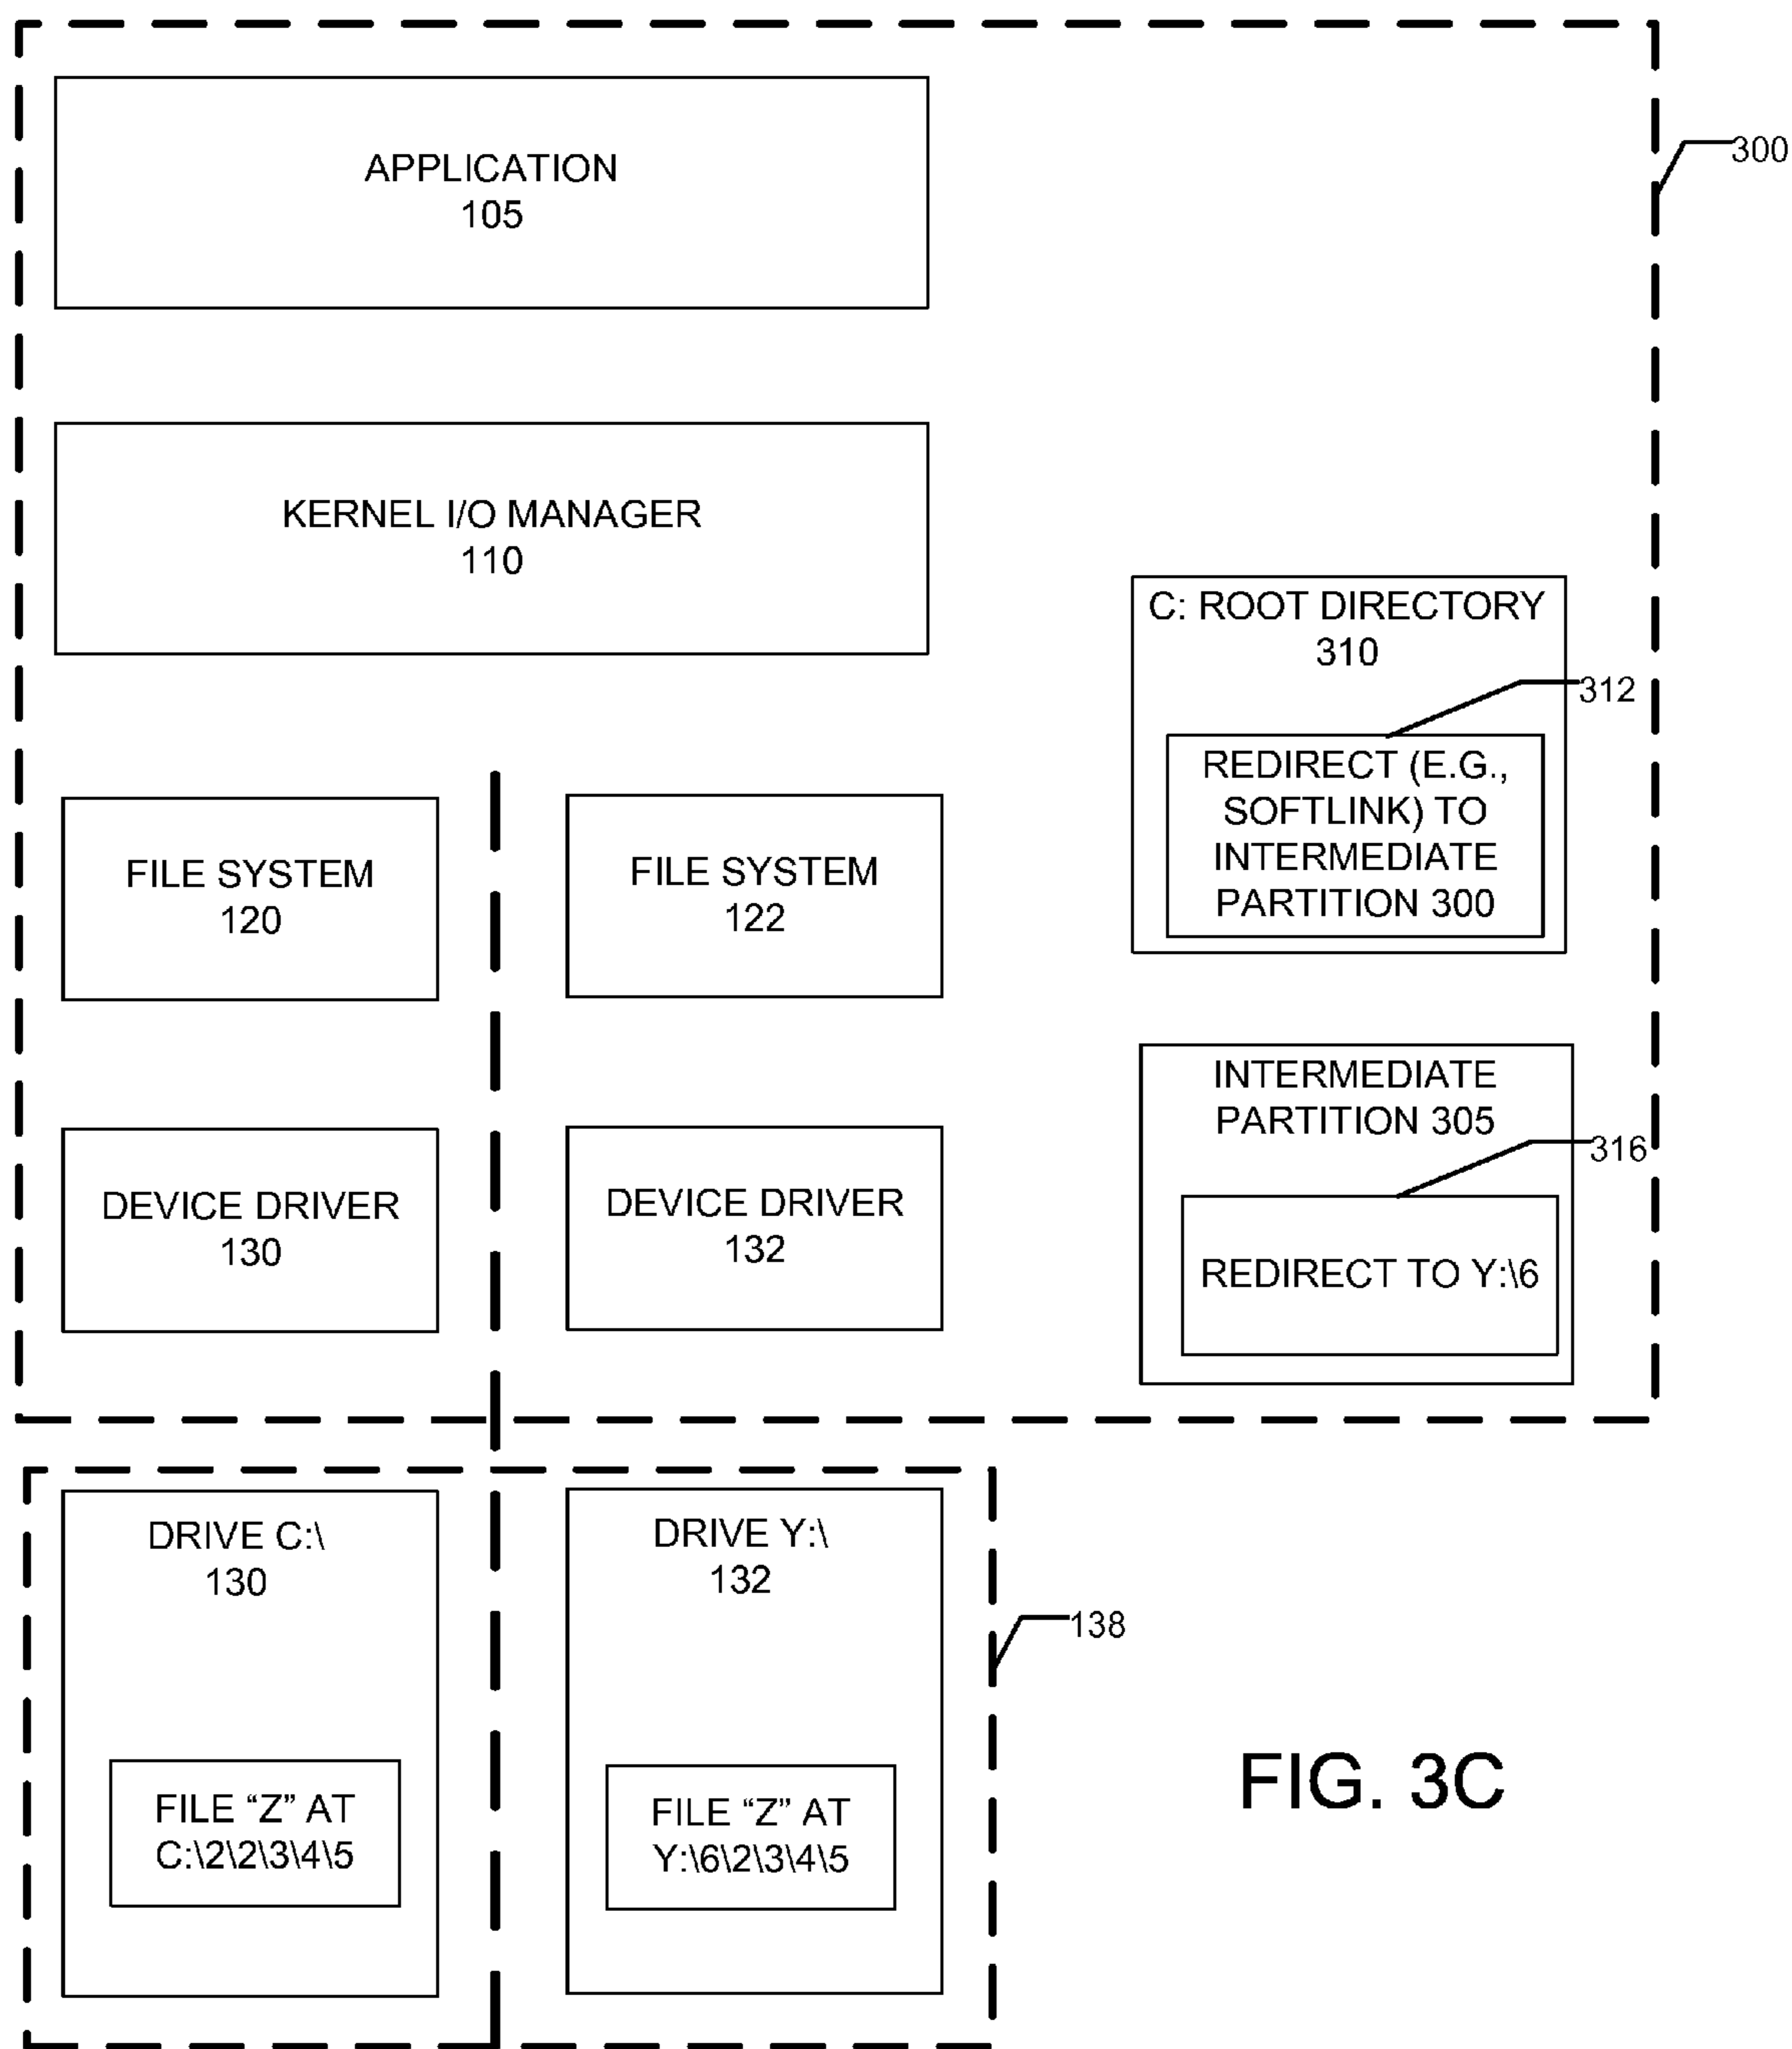 APPLICATION
105
300
KERNEL I/O MANAGER
110
C: ROOT DIRECTORY
310
312
REDIRECT (E.G.,
SOFTLINK) TO
INTERMEDIATE
PARTITION 300
FILE SYSTEM
120
FILE SYSTEM
122
INTERMEDIATE
PARTITION 305
316
REDIRECT TO Y:\6
DEVICE DRIVER
130
DEVICE DRIVER
132
DRIVE C:\
130
DRIVE Y:\
132
138
FILE “Z” AT
C:\2\2\3\4\5
FILE “Z” AT
Y:\6\2\3\4\5
FIG. 3C